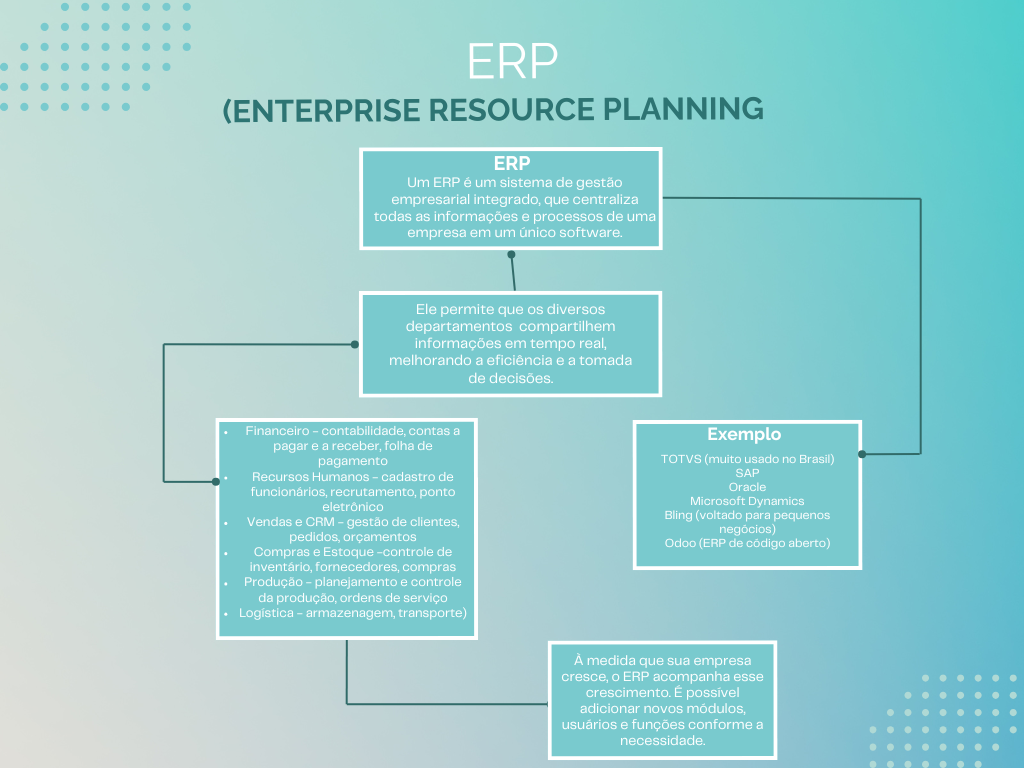 ERP
(ENTERPRISE RESOURCE PLANNING
ERP
Um ERP é um sistema de gestão
empresarial integrado, que centraliza
todas as informações e processos de uma
empresa em um único software.
Ele permite que os diversos
departamentos compartilhem
informações em tempo real,
melhorando a eficiência e a tomada
de decisões.
• Financeiro – contabilidade, contas a
pagar e a receber, folha de
pagamento
• Recursos Humanos – cadastro de
funcionários, recrutamento, ponto
eletrônico
• Vendas e CRM – gestão de clientes,
pedidos, orçamentos
• Compras e Estoque –controle de
inventário, fornecedores, compras
• Produção – planejamento e controle
da produção, ordens de serviço
• Logística – armazenagem, transporte)
Exemplo
TOTVS (muito usado no Brasil)
SAP
Oracle
Microsoft Dynamics
Bling (voltado para pequenos
negócios)
Odoo (ERP de código aberto)
À medida que sua empresa
cresce, o ERP acompanha esse
crescimento. É possível
adicionar novos módulos,
usuários e funções conforme a
necessidade.